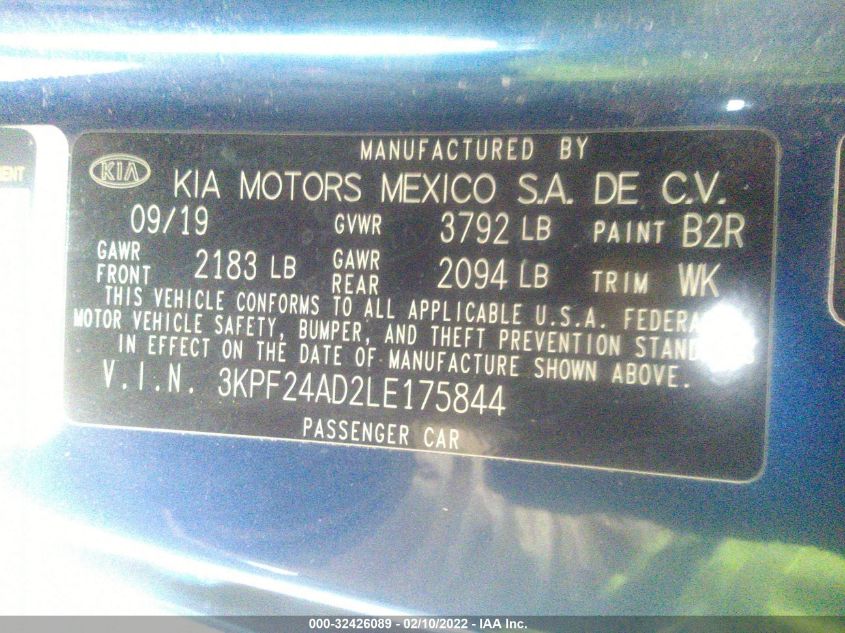 MANUFACTURED BY
KIA
KIA MOTORS MEXICO S.A. DE C.V.
09/19 GVWR 3792 LB PAINT B2R
GAWR FRONT 2183 LB GAWR REAR 2094 LB TRIM WK
THIS VEHICLE CONFORMS TO ALL APPLICABLE U.S.A.
MOTOR VEHICLE SAFETY, BUMPER, AND THEFT PREVENTION
IN EFFECT ON THE DATE OF MANUFACTURE SHOWN ABOVE.
V.I.N. 3KPF24AD2LE175844
PASSENGER CAR
000-32426089 - 02/10/2022 - IAA Inc.